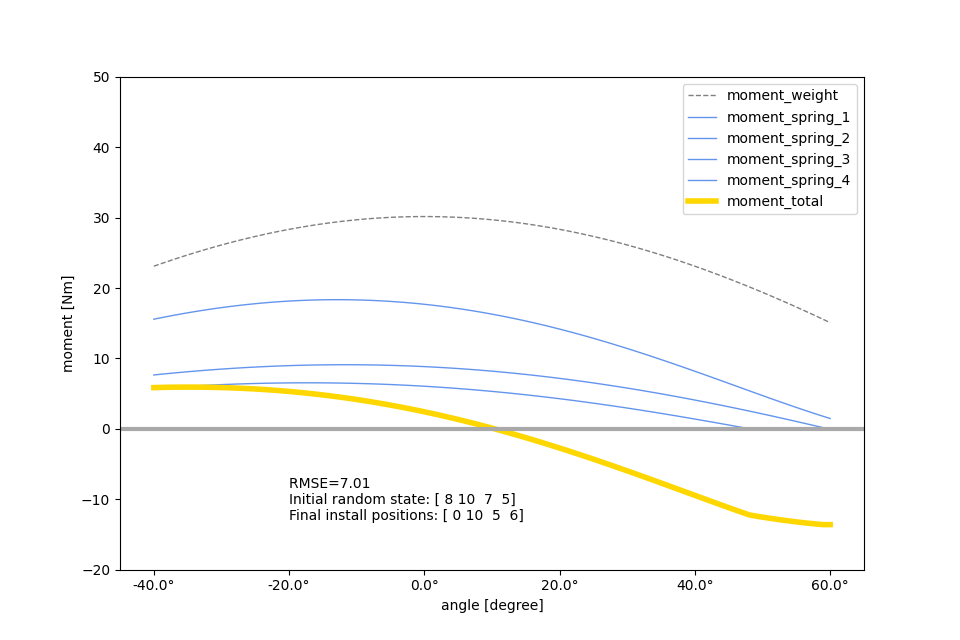 50
40
30
20
10
0
−10
−20
moment [Nm]
moment_weight
moment_spring_1
moment_spring_2
moment_spring_3
moment_spring_4
moment_total
RMSE=7.01
Initial random state: [ 8 10  7  5]
Final install positions: [ 0 10  5  6]
-40.0° -20.0° 0.0° 20.0° 40.0° 60.0°
angle [degree]